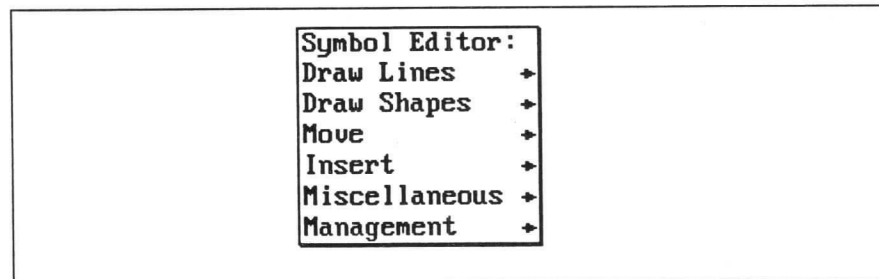 Symbol Editor:
Draw Lines →
Draw Shapes →
Move →
Insert →
Miscellaneous →
Management →